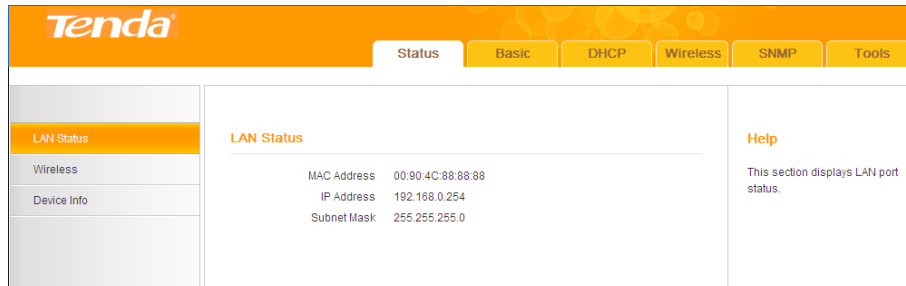 Tenda
Status Basic DHCP Wireless SNMP Tools
LAN Status
Wireless
Device Info
LAN Status
MAC Address 00:90:4C:88:88:88
IP Address 192.168.0.254
Subnet Mask 255.255.255.0
Help
This section displays LAN port
status.